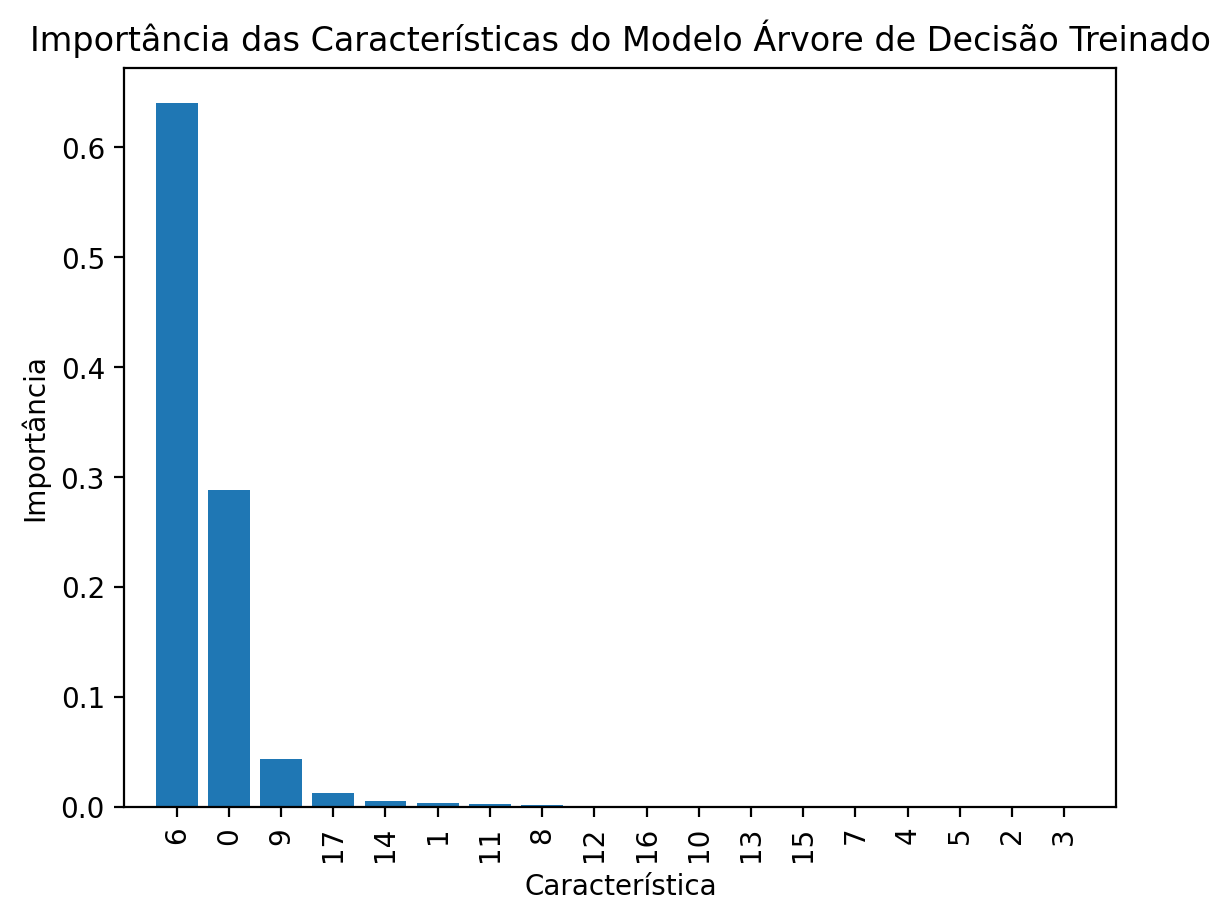 Importância das Características do Modelo Árvore de Decisão Treinado
Importância
0.6
0.5
0.4
0.3
0.2
0.1
0.0
6 0 9 17 14 1 11 8 12 16 10 13 15 7 4 5 2 3
Característica